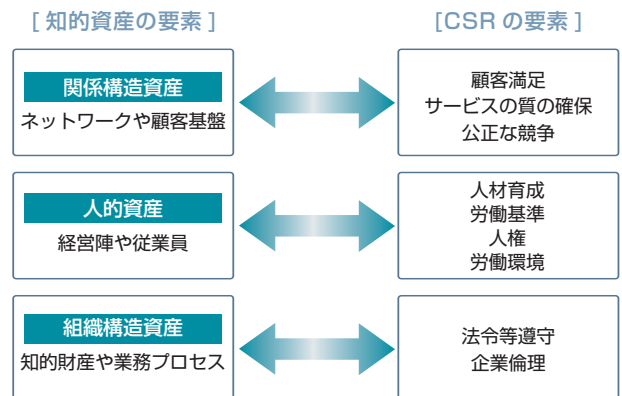 [ 知的資産の要素 ]
[CSR の要素 ]
関係構造資産
ネットワークや顧客基盤
顧客満足
サービスの質の確保
公正な競争
人的資産
経営陣や従業員
人材育成
労働基準
人権
労働環境
組織構造資産
知的財産や業務プロセス
法令等遵守
企業倫理